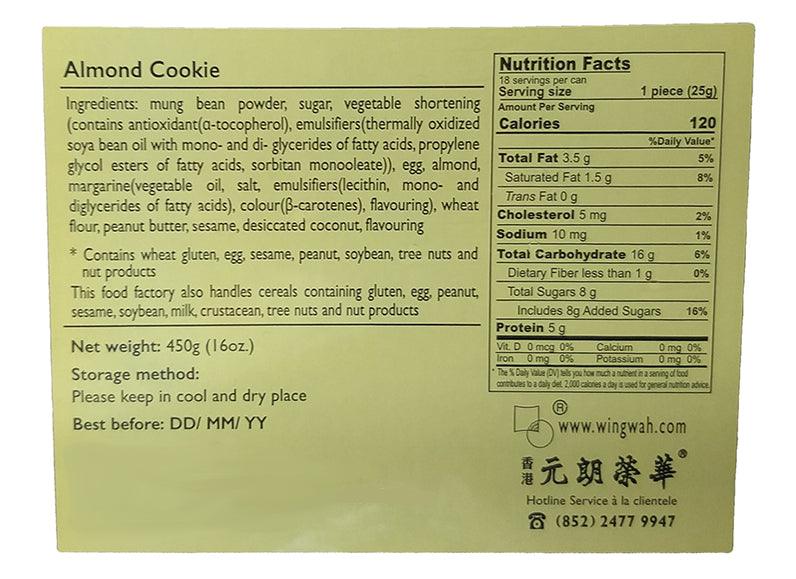 Almond Cookie
Ingredients: mung bean powder, sugar, vegetable shortening
(contains antioxidant(α-tocopherol), emulsifiers(thermally oxidized
soya bean oil with mono- and di- glycerides of fatty acids, propylene
glycol esters of fatty acids, sorbitan monooleate)), egg, almond,
margarine(vegetable oil, salt, emulsifiers(lecithin, mono- and
diglycerides of fatty acids), colour(β-carotenes), flavouring), wheat
flour, peanut butter, sesame, desiccated coconut, flavouring
* Contains wheat gluten, egg, sesame, peanut, soybean, tree nuts and
nut products
This food factory also handles cereals containing gluten, egg, peanut,
sesame, soybean, milk, crustacean, tree nuts and nut products
Net weight: 450g (16oz.)
Storage method:
Please keep in cool and dry place
Best before: DD/ MM/ YY
Nutrition Facts
18 servings per can
Serving size 1 piece (25g)
Amount Per Serving
Calories 120
%Daily Value*
Total Fat 3.5 g 5%
Saturated Fat 1.5 g 8%
Trans Fat 0 g
Cholesterol 5 mg 2%
Sodium 10 mg 1%
Total Carbohydrate 16 g 6%
Dietary Fiber less than 1 g 0%
Total Sugars 8 g
Includes 8g Added Sugars 16%
Protein 5 g
Vit. D 0 mcg 0% Calcium 0 mg 0%
Iron 0 mg 0% Potassium 0 mg 0%
* The % Daily Value (DV) tells you how much a nutrient in a serving of food
contributes to a daily diet. 2,000 calories a day is used for general nutrition advice.
® www.wingwah.com
香港 元朗榮華®
Hotline Service à la clientele
☎ (852) 2477 9947